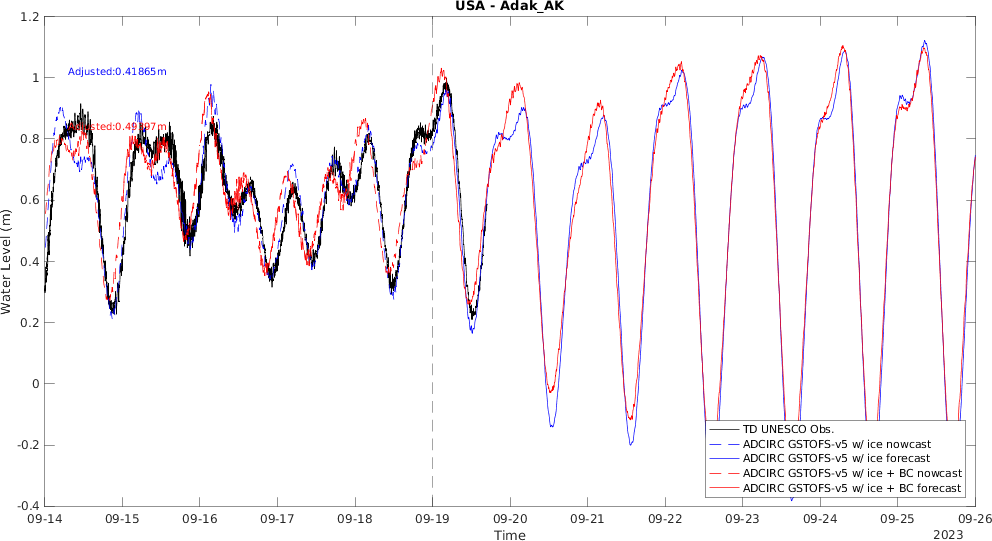 USA - Adak_AK
1.2
1
0.8
0.6
0.4
0.2
0
-0.2
-0.4
Water Level (m)
Adjusted:0.41865m
09-14
09-15
09-16
09-17
09-18
09-19
09-20
09-21
09-22
09-23
09-24
09-25
09-26
Time
2023
TD UNESCO Obs.
ADCIRC GSTOFS-v5 w/ ice nowcast
ADCIRC GSTOFS-v5 w/ ice forecast
ADCIRC GSTOFS-v5 w/ ice + BC nowcast
ADCIRC GSTOFS-v5 w/ ice + BC forecast